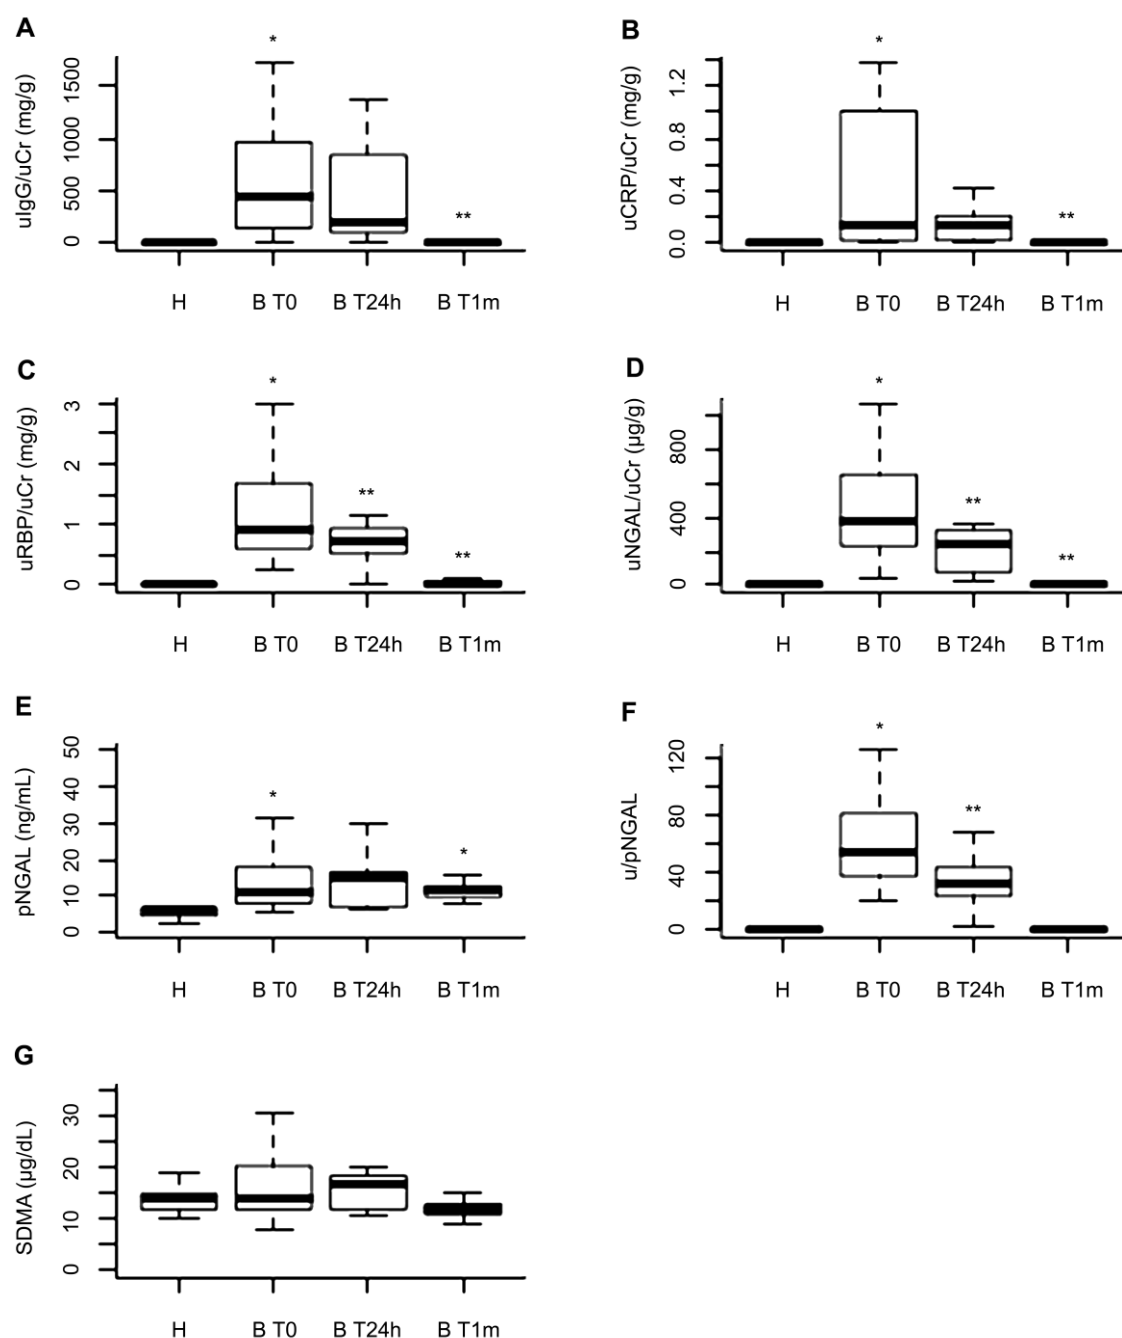 A
uIgG/uCr (mg/g)
1500
1000
500
0
*
**
H B T0 B T24h B T1m
B
uCRP/uCr (mg/g)
1.2
0.8
0.4
0.0
*
**
H B T0 B T24h B T1m
C
uRBP/uCr (mg/g)
3
2
1
0
*
**
**
H B T0 B T24h B T1m
D
uNGAL/uCr (µg/g)
800
400
0
*
**
**
H B T0 B T24h B T1m
E
pNGAL (ng/mL)
50
40
30
20
10
0
*
*
H B T0 B T24h B T1m
F
u/pNGAL
120
80
40
0
*
**
H B T0 B T24h B T1m
G
SDMA (µg/dL)
30
20
10
0
H B T0 B T24h B T1m